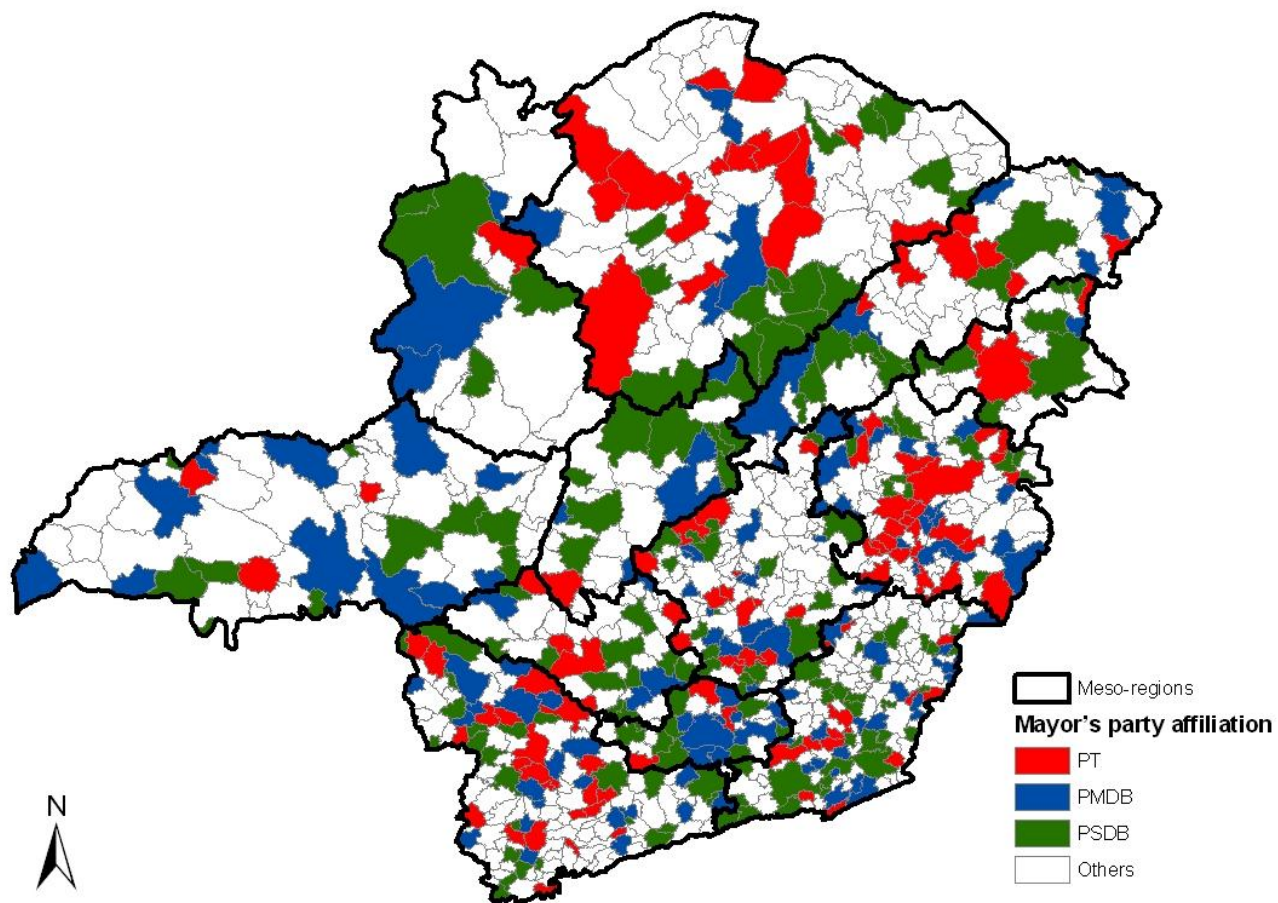 Meso-regions
Mayor's party affiliation
PT
PMDB
PSDB
Others
N